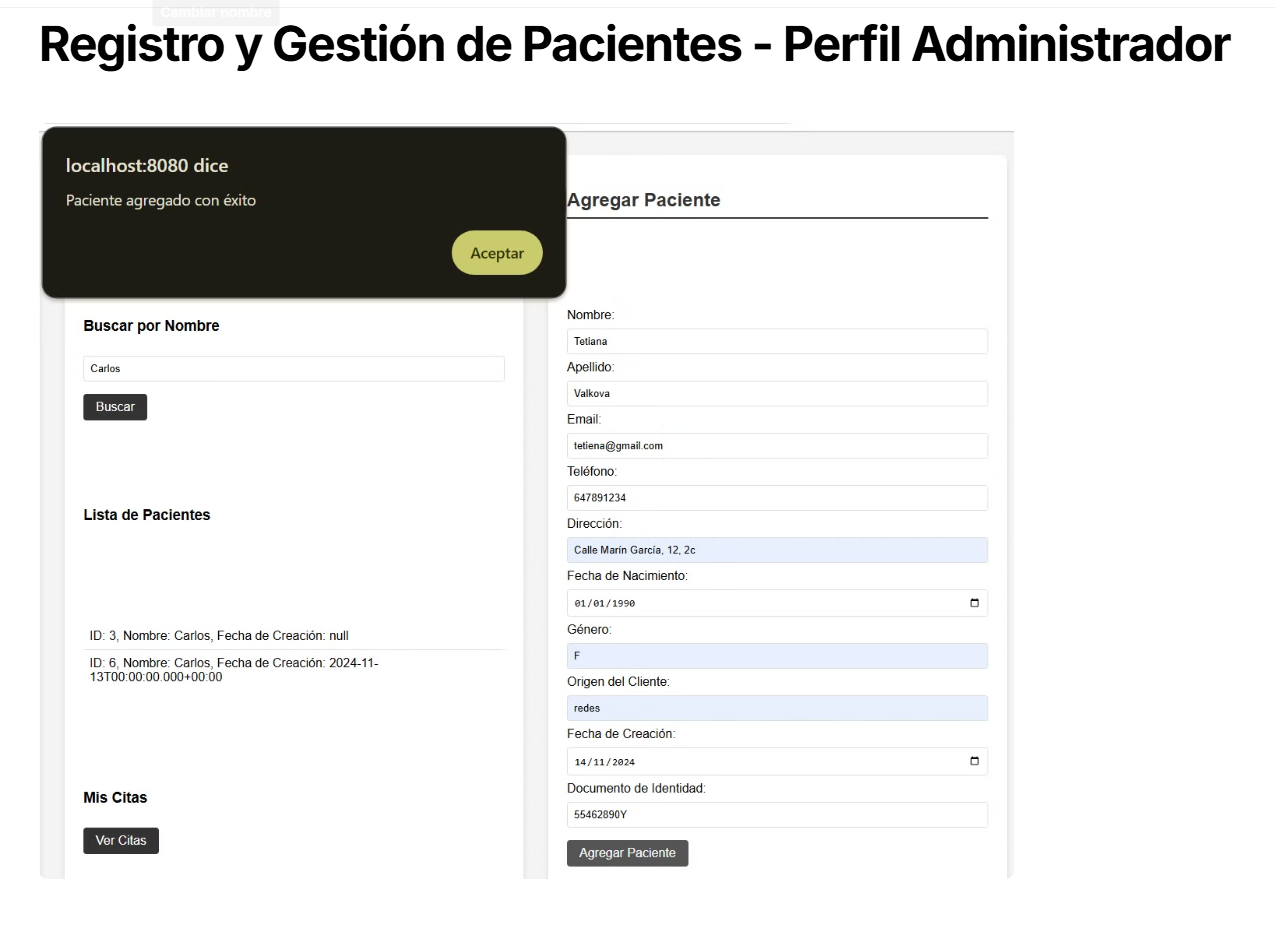 Cambiar nombre
Registro y Gestión de Pacientes - Perfil Administrador
localhost:8080 dice
Paciente agregado con éxito
Aceptar
Buscar por Nombre
Carlos
Buscar
Lista de Pacientes
ID: 3, Nombre: Carlos, Fecha de Creación: null
ID: 6, Nombre: Carlos, Fecha de Creación: 2024-11-
13T00:00:00.000+00:00
Mis Citas
Ver Citas
Agregar Paciente
Nombre:
Tetiana
Apellido:
Valkova
Email:
tetiena@gmail.com
Teléfono:
647891234
Dirección:
Calle Marín García, 12, 2c
Fecha de Nacimiento:
01/01/1990
Género:
F
Origen del Cliente:
redes
Fecha de Creación:
14/11/2024
Documento de Identidad:
55462890Y
Agregar Paciente